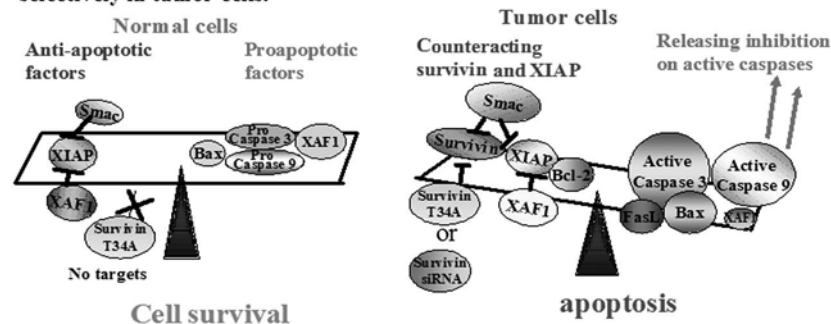 selectively in tumor cells.
Normal cells
Anti-apoptotic
factors
Proapoptotic
factors
Smac
XIAP
XAF1
Survivin
T34A
No targets
Bax
Pro
Caspase 3
Pro
Caspase 9
XAF1
Cell survival
Tumor cells
Counteracting
survivin and XIAP
Releasing inhibition
on active caspases
Smac
Survivin
XIAP
Bcl-2
Survivin
T34A
or
Survivin
siRNA
XAF1
Active
Caspase 3
Active
Caspase 9
FasL
Bax
XAF1
apoptosis